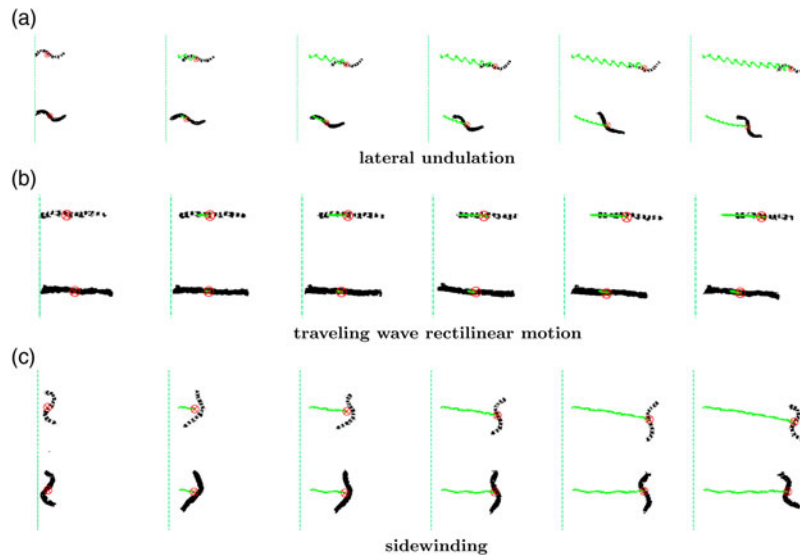 (a)
lateral undulation
(b)
traveling wave rectilinear motion
(c)
sidewinding